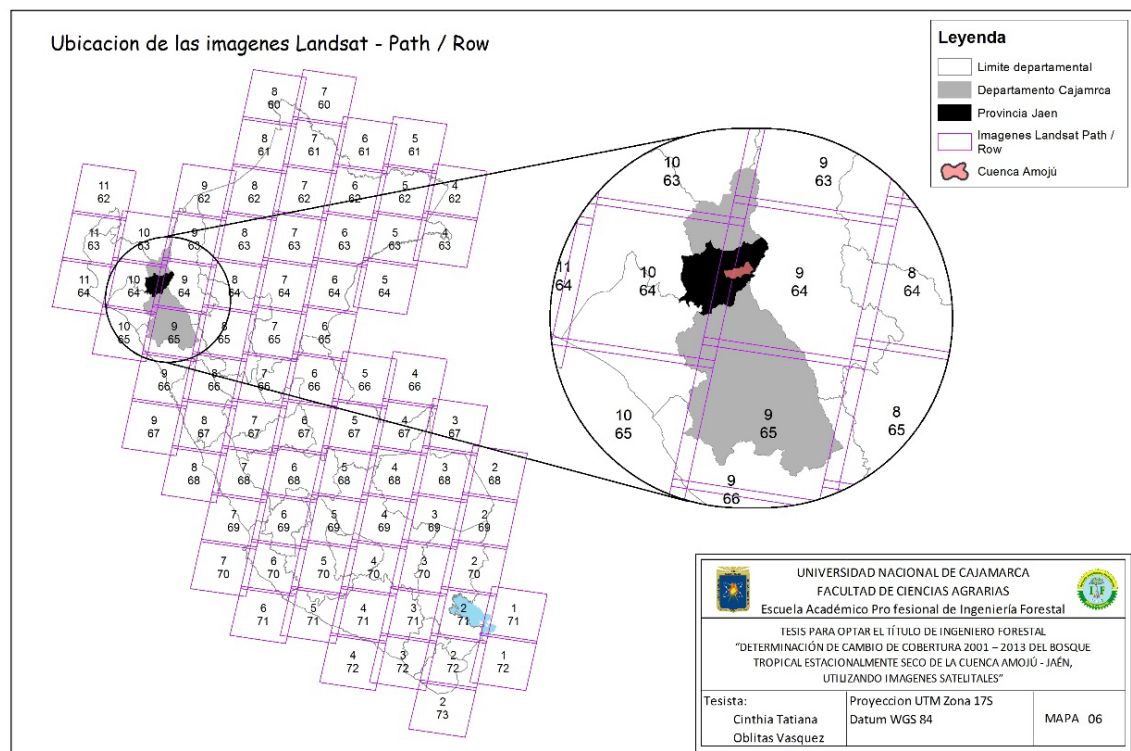 Ubicacion de las imagenes Landsat - Path / Row
Leyenda
Limite departamental
Departamento Cajamrca
Provincia Jaen
Imagenes Landsat Path /
Row
Cuenca Amojú
8 7
60 60
8 7 6 5
61 61 61 61
11 9 8 7 6 5 4
62 62 62 62 62 62 62
11 10 9 8 7 6 5 4
63 63 63 63 63 63 63 63
11 10 9 8 7 6 5
64 64 64 64 64 64 64
10 9 8 7 6
65 65 65 65 65
9 8 7 6 5 4
66 66 66 66 66 66
9 8 7 6 5 4 3
67 67 67 67 67 67 67
8 7 6 5 4 3 2
68 68 68 68 68 68 68
7 6 5 4 3 2
69 69 69 69 69 69
7 6 5 4 3 2
70 70 70 70 70 70
6 5 4 3 2 1
71 71 71 71 71 71
4 3 2 1
72 72 72 72
2
73
10 9
63 63
11 10 9 8
64 64 64 64
10 9 8
65 65 65
9
66
UNIVERSIDAD NACIONAL DE CAJAMARCA
FACULTAD DE CIENCIAS AGRARIAS
Escuela Académico Pro fesional de Ingeniería Forestal
TESIS PARA OPTAR EL TÍTULO DE INGENIERO FORESTAL
"DETERMINACIÓN DE CAMBIO DE COBERTURA 2001 – 2013 DEL BOSQUE
TROPICAL ESTACIONALMENTE SECO DE LA CUENCA AMOJÚ - JAÉN,
UTILIZANDO IMAGENES SATELITALES"
Tesista:
Cinthia Tatiana
Oblitas Vasquez
Proyeccion UTM Zona 17S
Datum WGS 84
MAPA 06